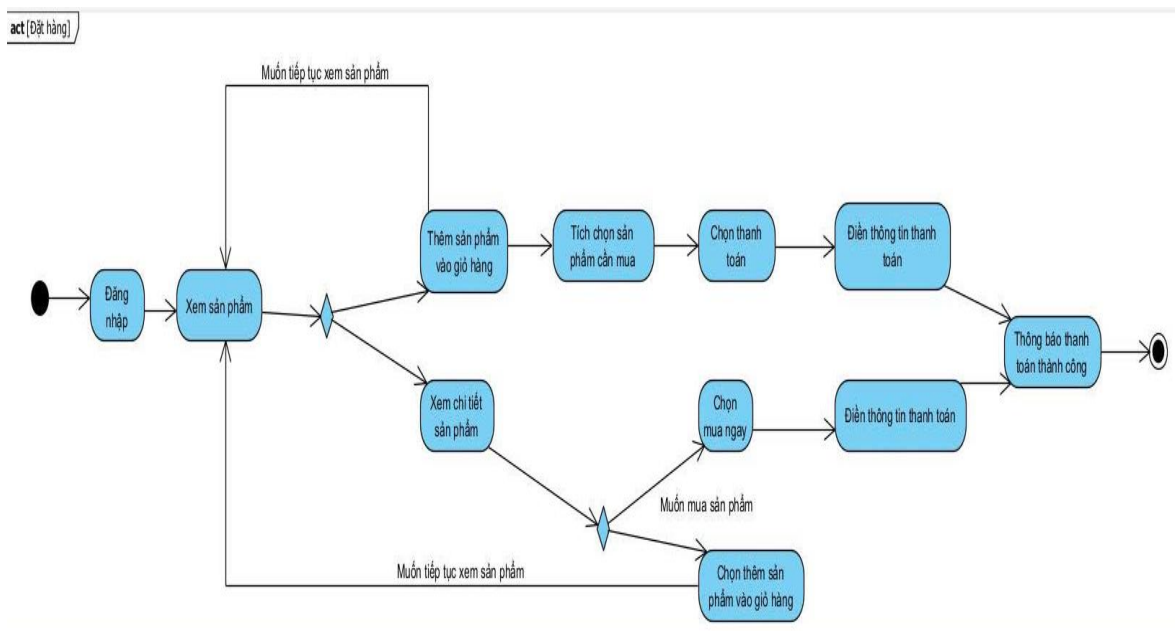 act [Đặt hàng]
Muốn tiếp tục xem sản phẩm
Thêm sản phẩm
vào giỏ hàng
Tích chọn sản
phẩm cần mua
Chọn thanh
toán
Điền thông tin thanh
toán
Đăng
nhập
Xem sản phẩm
Thông báo thanh
toán thành công
Xem chi tiết
sản phẩm
Chọn
mua ngay
Điền thông tin thanh toán
Muốn mua sản phẩm
Muốn tiếp tục xem sản phẩm
Chọn thêm sản
phẩm vào giỏ hàng